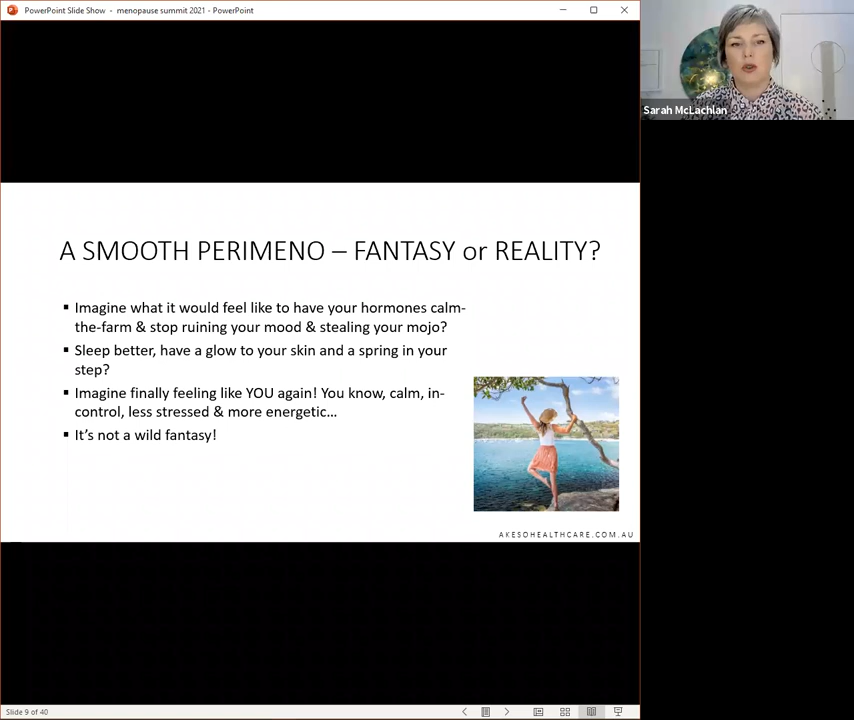 PowerPoint Slide Show - menopause summit 2021 - PowerPoint
Sarah McLachlan
A SMOOTH PERIMENO – FANTASY or REALITY?
▪ Imagine what it would feel like to have your hormones calm-
the-farm & stop ruining your mood & stealing your mojo?
▪ Sleep better, have a glow to your skin and a spring in your
step?
▪ Imagine finally feeling like YOU again! You know, calm, in-
control, less stressed & more energetic…
▪ It’s not a wild fantasy!
AKESOHEALTHCARE.COM.AU
Slide 9 of 40